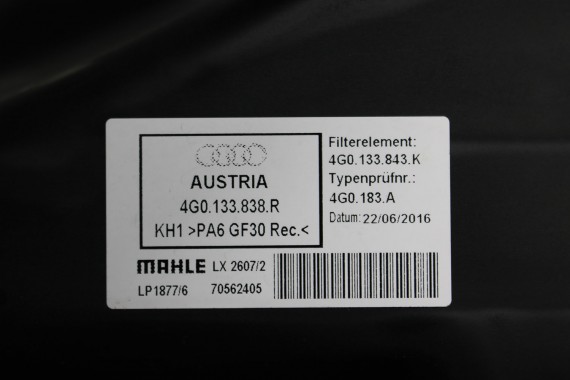 AUSTRIA
4G0.133.838.R
KH1 >PA6 GF30 Rec.<
Filterelement:
4G0.133.843.K
Typenprüfnr.:
4G0.183.A
Datum: 22/06/2016
MAHLE LX 2607/2
LP1877/6 70562405